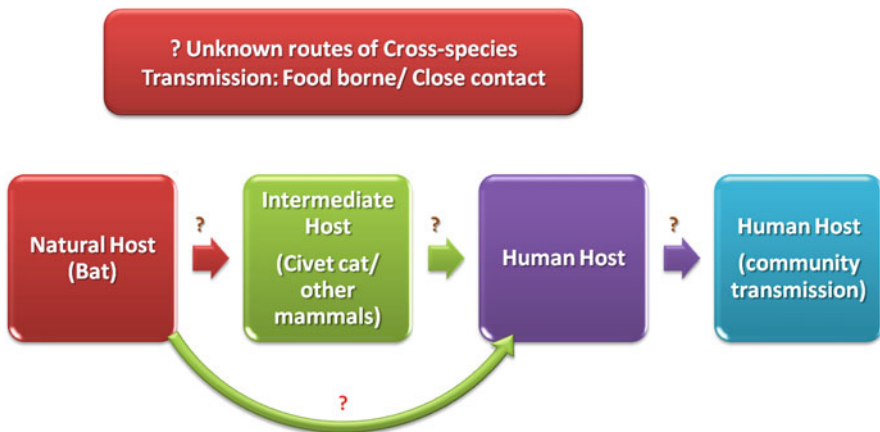 ? Unknown routes of Cross-species
Transmission: Food borne/ Close contact
Natural Host
(Bat)
?
Intermediate
Host
(Civet cat/
other
mammals)
?
Human Host
?
Human Host
(community
transmission)
?